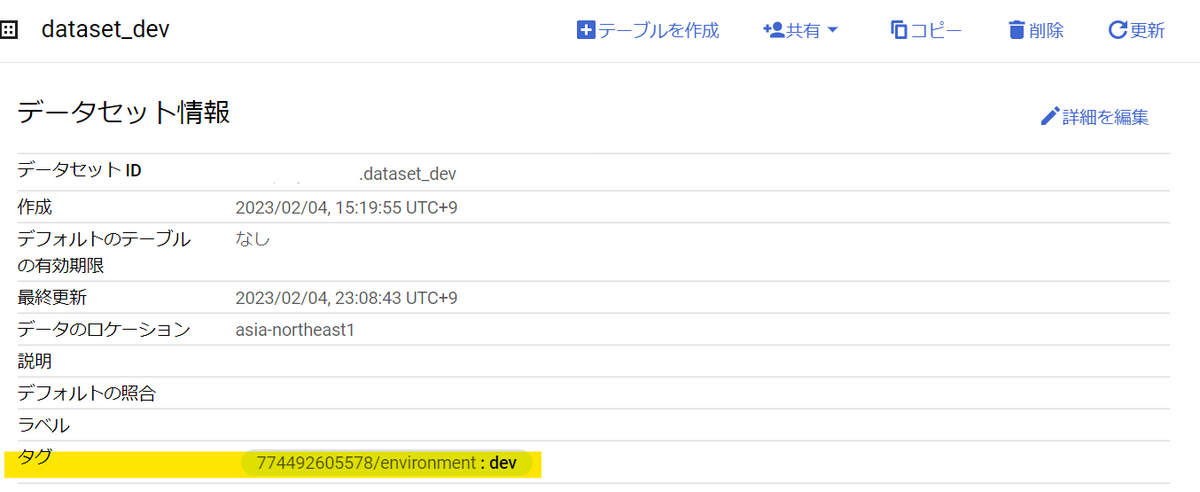 dataset_dev テーブルを作成 共有 コピー 削除 更新
データセット情報
詳細を編集
データセット ID .dataset_dev
作成 2023/02/04, 15:19:55 UTC+9
デフォルトのテーブル なし
の有効期限
最終更新 2023/02/04, 23:08:43 UTC+9
データのロケーション asia-northeast1
説明
デフォルトの照合
ラベル
タグ 774492605578/environment : dev